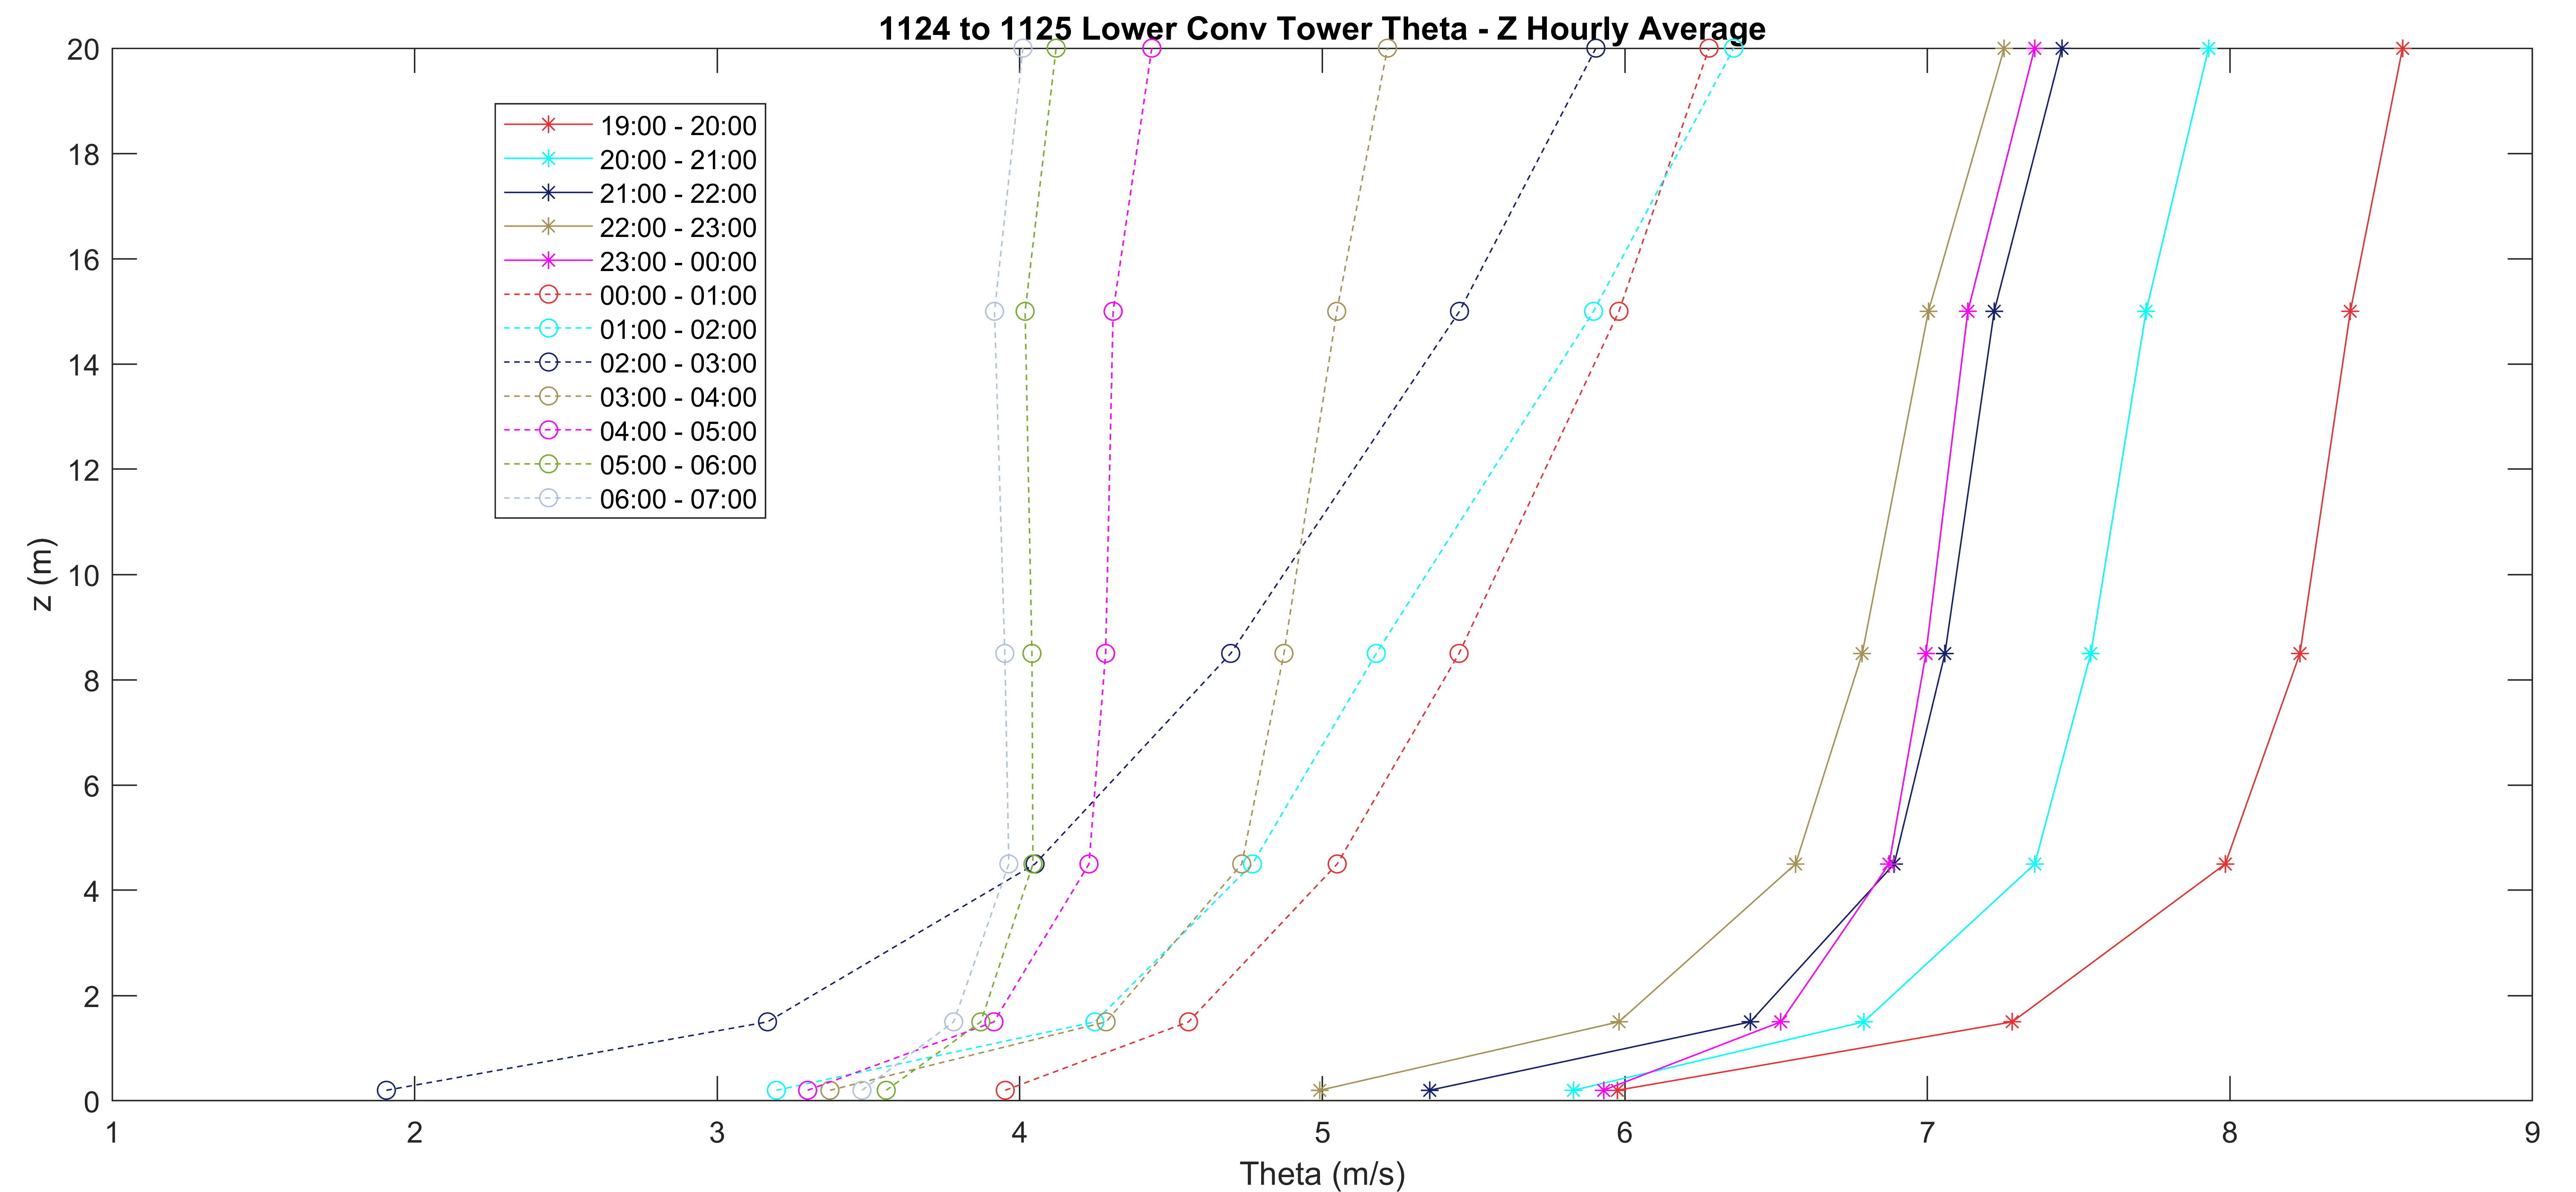 1124 to 1125 Lower Conv Tower Theta - Z Hourly Average
20
18
16
14
12
10
8
6
4
2
0
z (m)
19:00 - 20:00
20:00 - 21:00
21:00 - 22:00
22:00 - 23:00
23:00 - 00:00
00:00 - 01:00
01:00 - 02:00
02:00 - 03:00
03:00 - 04:00
04:00 - 05:00
05:00 - 06:00
06:00 - 07:00
1 2 3 4 5 6 7 8 9
Theta (m/s)